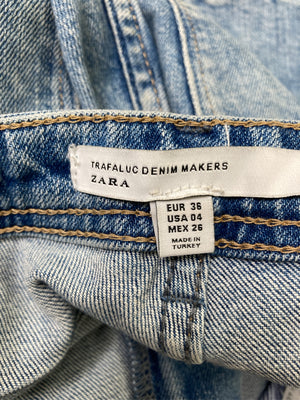 TRAFALUC DENIM MAKERS
ZARA
EUR 36
USA 04
MEX 26
MADE IN
TURKEY